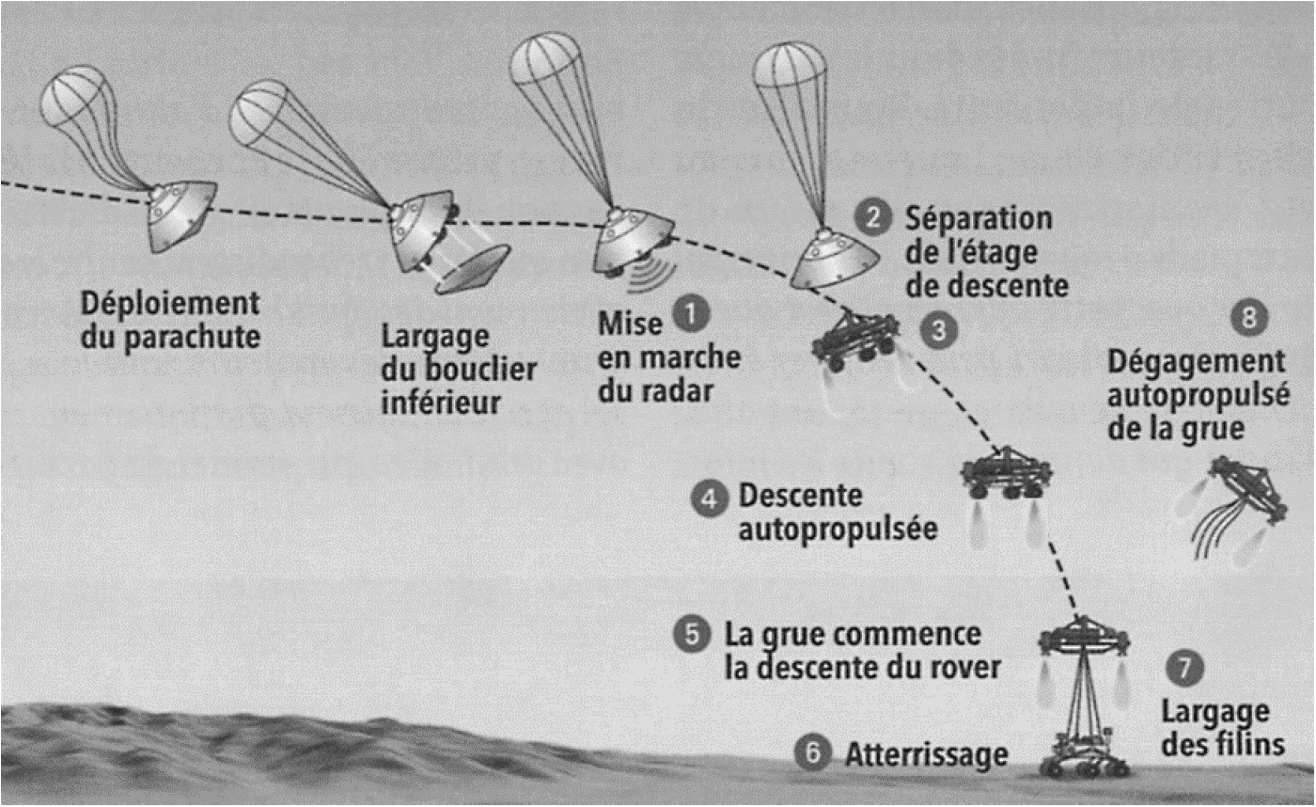 Déploiement
du parachute
Largage
du bouclier
inférieur
Mise 1
en marche
du radar
2 Séparation
de l'étage
de descente
3
4 Descente
autopropulsée
5 La grue commence
la descente du rover
6 Atterrissage
7
Largage
des filins
8
Dégagement
autopropulsé
de la grue